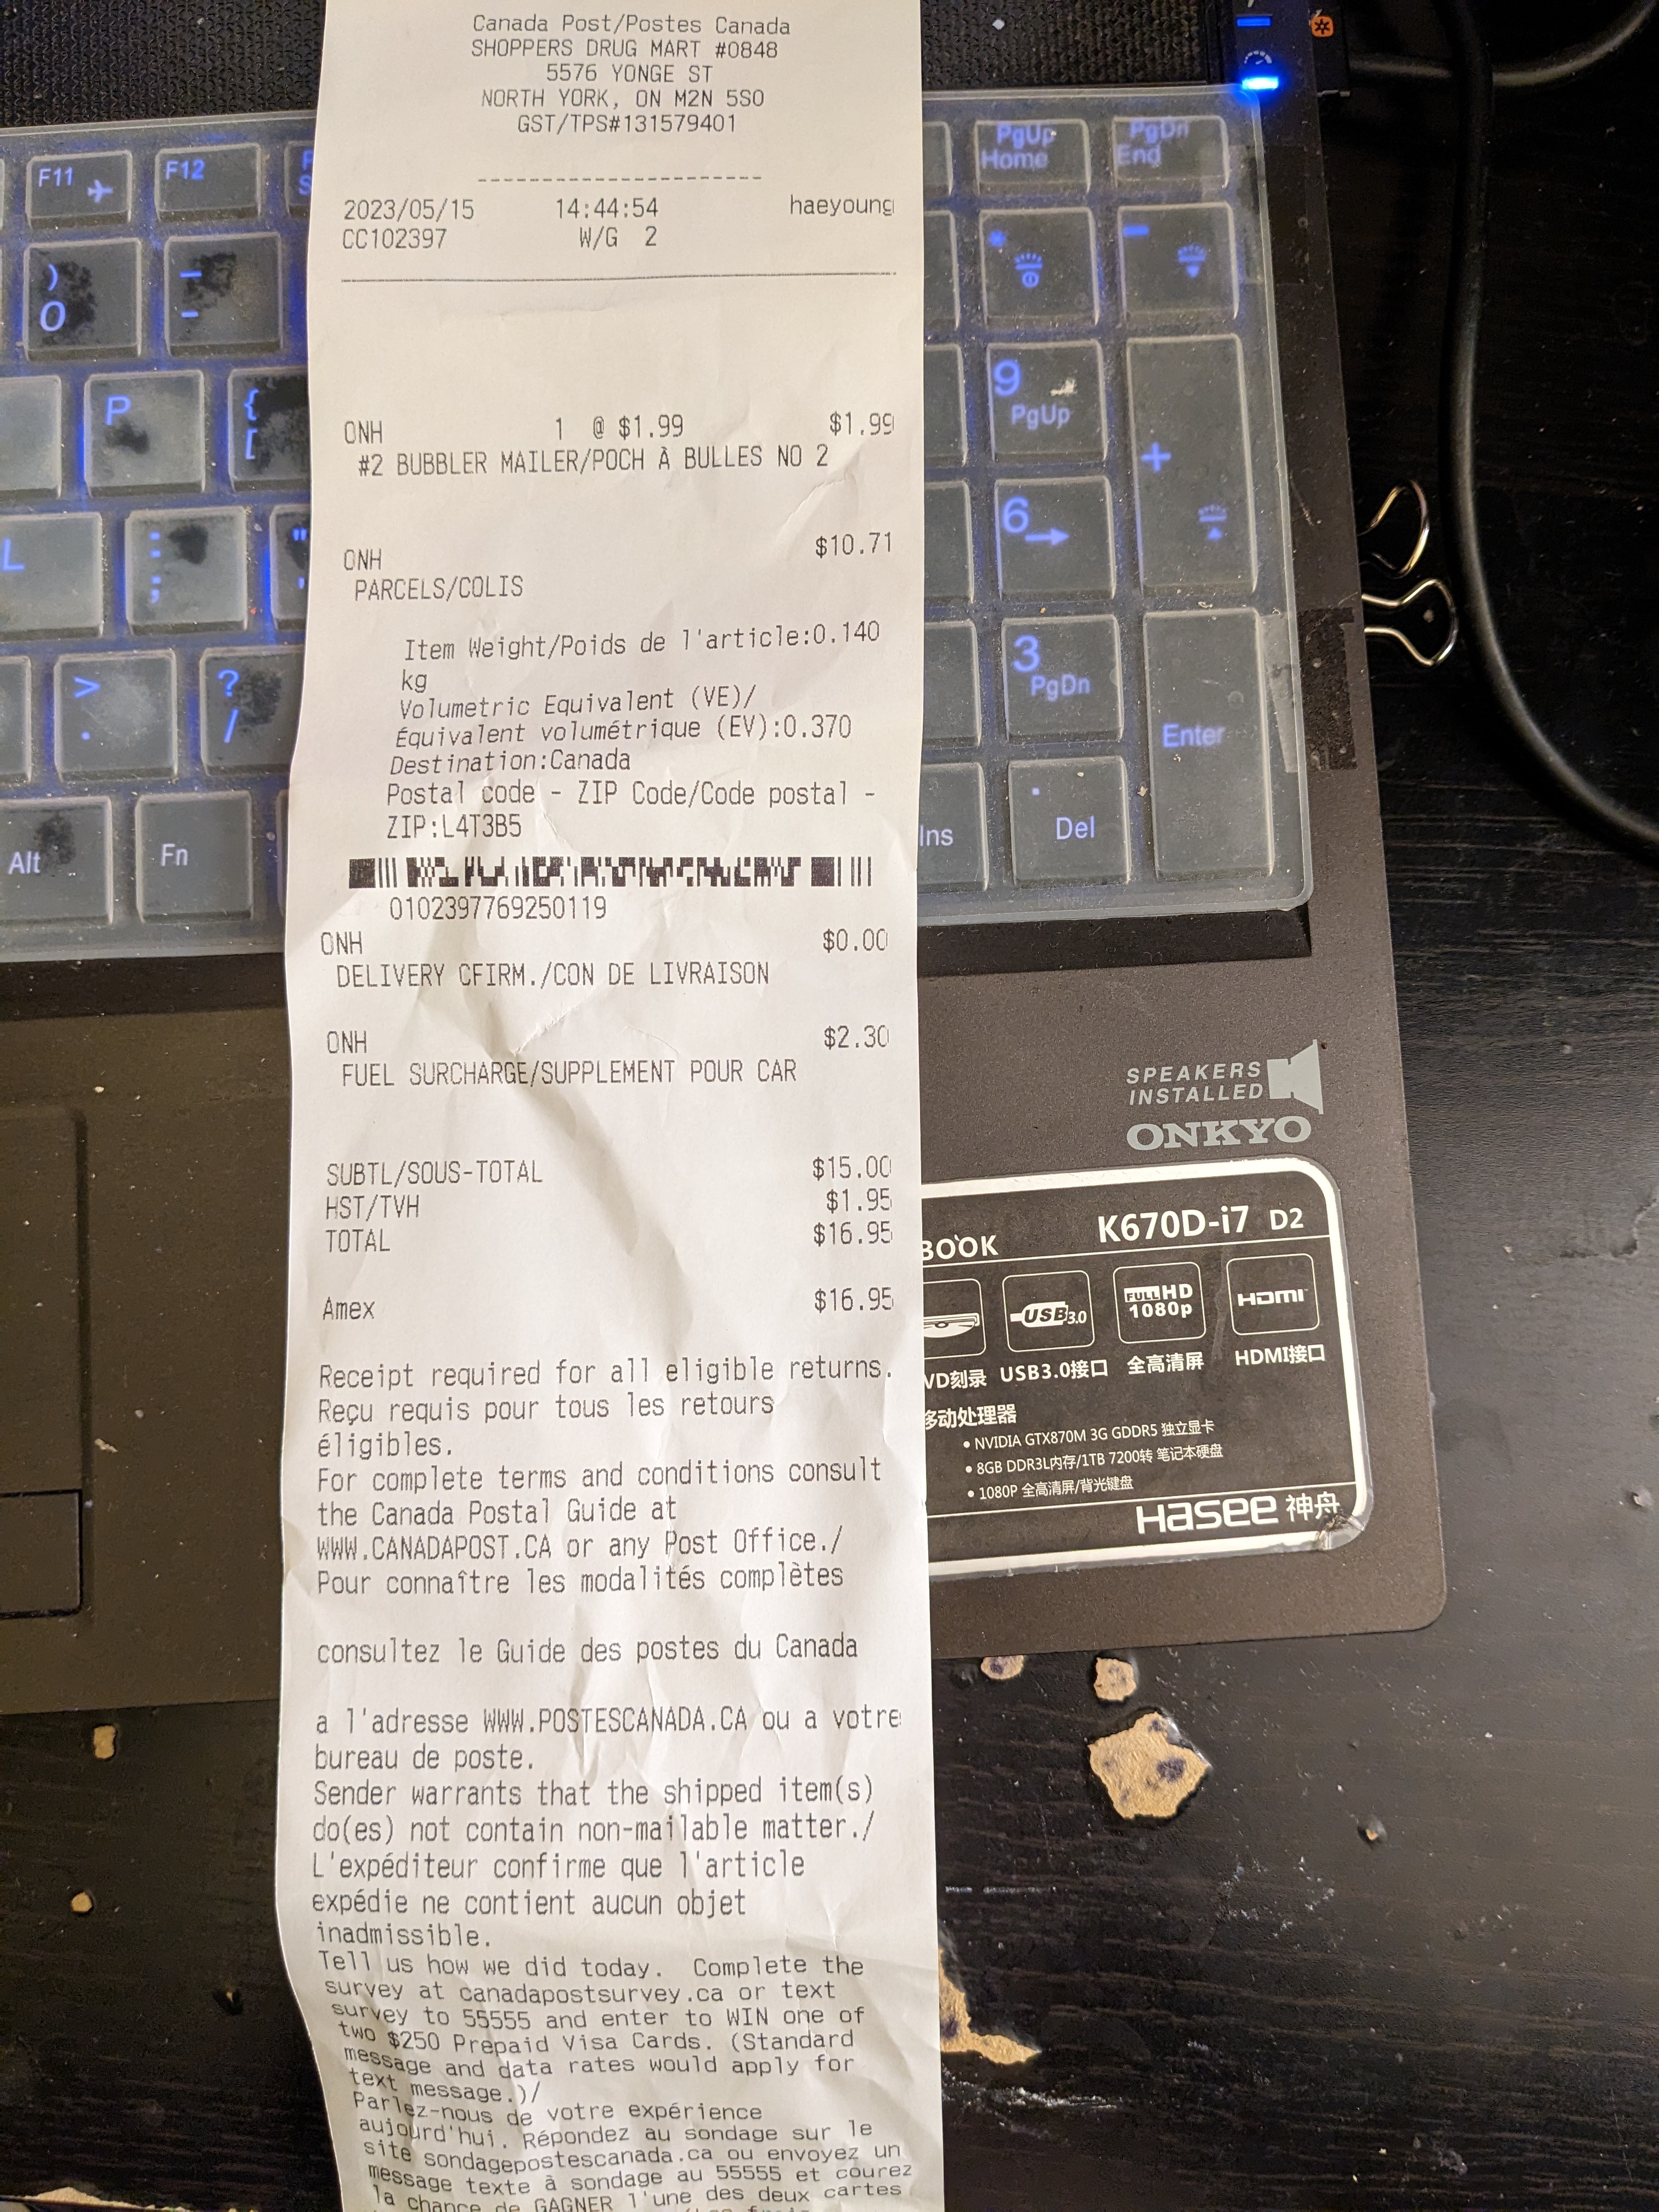 Canada Post/Postes Canada
SHOPPERS DRUG MART #0848
5576 YONGE ST
NORTH YORK, ON M2N 5S0
GST/TPS#131579401
----------------------
2023/05/15 14:44:54 haeyoung
CC102397 W/G 2
ONH 1 @ $1.99 $1.99
#2 BUBBLER MAILER/POCH À BULLES NO 2
ONH $10.71
PARCELS/COLIS
Item Weight/Poids de l'article:0.140
kg
Volumetric Equivalent (VE)/
Équivalent volumétrique (EV):0.370
Destination:Canada
Postal code - ZIP Code/Code postal -
ZIP:L4T3B5
0102397769250119
ONH $0.00
DELIVERY CFIRM./CON DE LIVRAISON
ONH $2.30
FUEL SURCHARGE/SUPPLEMENT POUR CAR
SUBTL/SOUS-TOTAL $15.00
HST/TVH $1.95
TOTAL $16.95
Amex $16.95
Receipt required for all eligible returns.
Reçu requis pour tous les retours
éligibles.
For complete terms and conditions consult
the Canada Postal Guide at
WWW.CANADAPOST.CA or any Post Office./
Pour connaître les modalités complètes
consultez le Guide des postes du Canada
a l'adresse WWW.POSTESCANADA.CA ou a votre
bureau de poste.
Sender warrants that the shipped item(s)
do(es) not contain non-mailable matter./
L'expéditeur confirme que l'article
expédie ne contient aucun objet
inadmissible.
Tell us how we did today. Complete the
survey at canadapostsurvey.ca or text
survey to 55555 and enter to WIN one of
two $250 Prepaid Visa Cards. (Standard
message and data rates would apply for
text message.)/
Parlez-nous de votre expérience
aujourd'hui. Répondez au sondage sur le
site sondagepostescanada.ca ou envoyez un
message texte à sondage au 55555 et courez
la chance de GAGNER l'une des deux cartes
F11 F12
PgUp
Home
PgDn
End
)
0
_
-
* -
P
{
[
9
PgUp
+
L
:
;
"
'
6
>
.
?
/
3
PgDn
Enter
Alt Fn
Ins
.
Del
SPEAKERS
INSTALLED
ONKYO
BOOK K670D-i7 D2
USB3.0
FULL HD
1080p
HDMI
VD刻录 USB3.0接口 全高清屏 HDMI接口
移动处理器
• NVIDIA GTX870M 3G GDDR5 独立显卡
• 8GB DDR3L内存/1TB 7200转 笔记本硬盘
• 1080P 全高清屏/背光键盘
Hasee 神舟